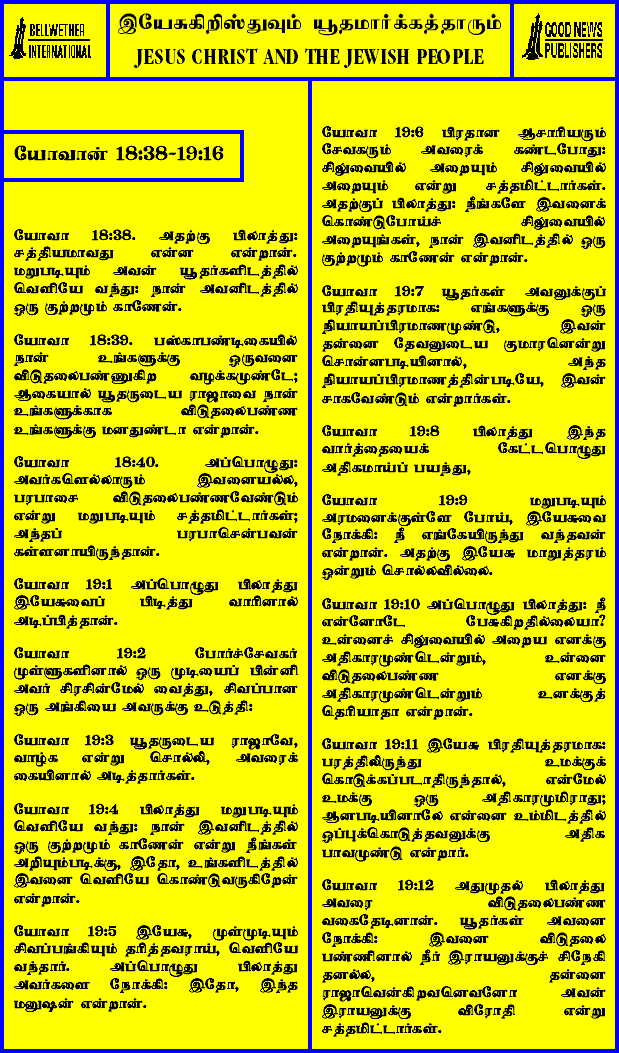 BELLWETHER
INTERNATIONAL
இயேசுகிறிஸ்துவும் யூதமார்க்கத்தாரும்
JESUS CHRIST AND THE JEWISH PEOPLE
GOOD NEWS
PUBLISHERS
யோவான் 18:38-19:16
யோவா 18:38. அதற்கு பிலாத்து:
சத்தியமாவது என்ன என்றான்.
மறுபடியும் அவன் யூதர்களிடத்தில்
வெளியே வந்து: நான் அவனிடத்தில்
ஒரு குற்றமும் காணேன்.
யோவா 18:39. பஸ்காபண்டிகையில்
நான் உங்களுக்கு ஒருவனை
விடுதலைபண்ணுகிற வழக்கமுண்டே;
ஆகையால் யூதருடைய ராஜாவை நான்
உங்களுக்காக விடுதலைபண்ண
உங்களுக்கு மனதுண்டா என்றான்.
யோவா 18:40. அப்பொழுது:
அவர்களெல்லாரும் இவனையல்ல,
பரபாசை விடுதலைபண்ணவேண்டும்
என்று மறுபடியும் சத்தமிட்டார்கள்;
அந்தப் பரபாசென்பவன்
கள்ளனாயிருந்தான்.
யோவா 19:1 அப்பொழுது பிலாத்து
இயேசுவைப் பிடித்து வாரினால்
அடிப்பித்தான்.
யோவா 19:2 போர்ச்சேவகர்
முள்ளுகளினால் ஒரு முடியைப் பின்னி
அவர் சிரசின்மேல் வைத்து, சிவப்பான
ஒரு அங்கியை அவருக்கு உடுத்தி:
யோவா 19:3 யூதருடைய ராஜாவே,
வாழ்க என்று சொல்லி, அவரைக்
கையினால் அடித்தார்கள்.
யோவா 19:4 பிலாத்து மறுபடியும்
வெளியே வந்து: நான் இவனிடத்தில்
ஒரு குற்றமும் காணேன் என்று நீங்கள்
அறியும்படிக்கு, இதோ, உங்களிடத்தில்
இவனை வெளியே கொண்டுவருகிறேன்
என்றான்.
யோவா 19:5 இயேசு, முள்முடியும்
சிவப்பங்கியும் தரித்தவராய், வெளியே
வந்தார். அப்பொழுது பிலாத்து
அவர்களை நோக்கி: இதோ, இந்த
மனுஷன் என்றான்.
யோவா 19:6 பிரதான ஆசாரியரும்
சேவகரும் அவரைக் கண்டபோது:
சிலுவையில் அறையும் சிலுவையில்
அறையும் என்று சத்தமிட்டார்கள்.
அதற்குப் பிலாத்து: நீங்களே இவனைக்
கொண்டுபோய்ச் சிலுவையில்
அறையுங்கள், நான் இவனிடத்தில் ஒரு
குற்றமும் காணேன் என்றான்.
யோவா 19:7 யூதர்கள் அவனுக்குப்
பிரதியுத்தரமாக: எங்களுக்கு ஒரு
நியாயப்பிரமாணமுண்டு, இவன்
தன்னை தேவனுடைய குமாரனென்று
சொன்னபடியினால், அந்த
நியாயப்பிரமாணத்தின்படியே, இவன்
சாகவேண்டும் என்றார்கள்.
யோவா 19:8 பிலாத்து இந்த
வார்த்தையைக் கேட்டபொழுது
அதிகமாய்ப் பயந்து,
யோவா 19:9 மறுபடியும்
அரமனைக்குள்ளே போய், இயேசுவை
நோக்கி: நீ எங்கேயிருந்து வந்தவன்
என்றான். அதற்கு இயேசு மாறுத்தரம்
ஒன்றும் சொல்லவில்லை.
யோவா 19:10 அப்பொழுது பிலாத்து: நீ
என்னோடே பேசுகிறதில்லையா?
உன்னைச் சிலுவையில் அறைய எனக்கு
அதிகாரமுண்டென்றும், உன்னை
விடுதலைபண்ண எனக்கு
அதிகாரமுண்டென்றும் உனக்குத்
தெரியாதா என்றான்.
யோவா 19:11 இயேசு பிரதியுத்தரமாக:
பரத்திலிருந்து உமக்குக்
கொடுக்கப்படாதிருந்தால், என்மேல்
உமக்கு ஒரு அதிகாரமுமிராது;
ஆனபடியினாலே என்னை உம்மிடத்தில்
ஒப்புக்கொடுத்தவனுக்கு அதிக
பாவமுண்டு என்றார்.
யோவா 19:12 அதுமுதல் பிலாத்து
அவரை விடுதலைபண்ண
வகைதேடினான். யூதர்கள் அவனை
நோக்கி: இவனை விடுதலை
பண்ணினால் நீர் இராயனுக்குச் சிநேகி
தனல்ல, தன்னை
ராஜாவென்கிறவனெவனோ அவன்
இராயனுக்கு விரோதி என்று
சத்தமிட்டார்கள்.